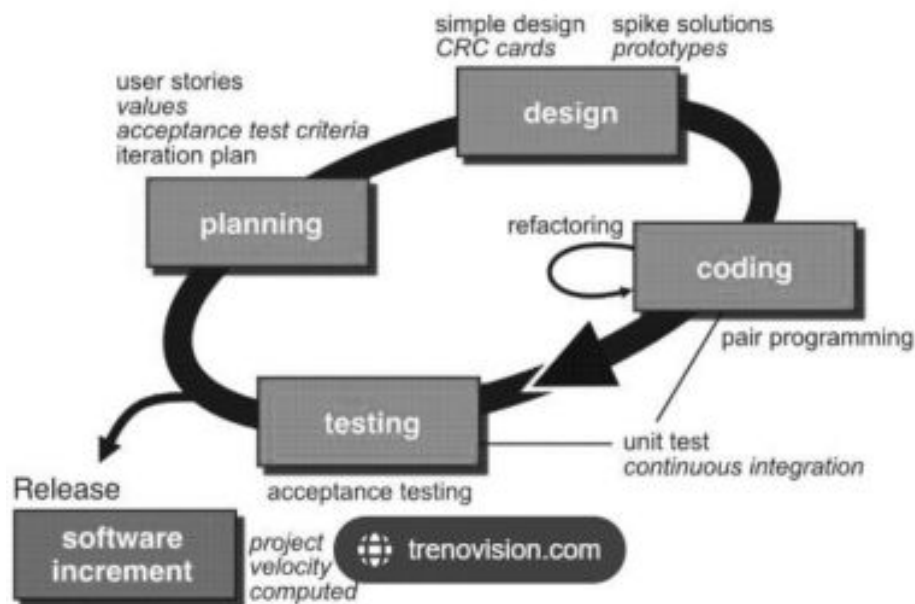 simple design
CRC cards
spike solutions
prototypes
design
user stories
values
acceptance test criteria
iteration plan
planning
refactoring
coding
pair programming
testing
unit test
continuous integration
acceptance testing
Release
software
increment
project
velocity
computed
trenovision.com